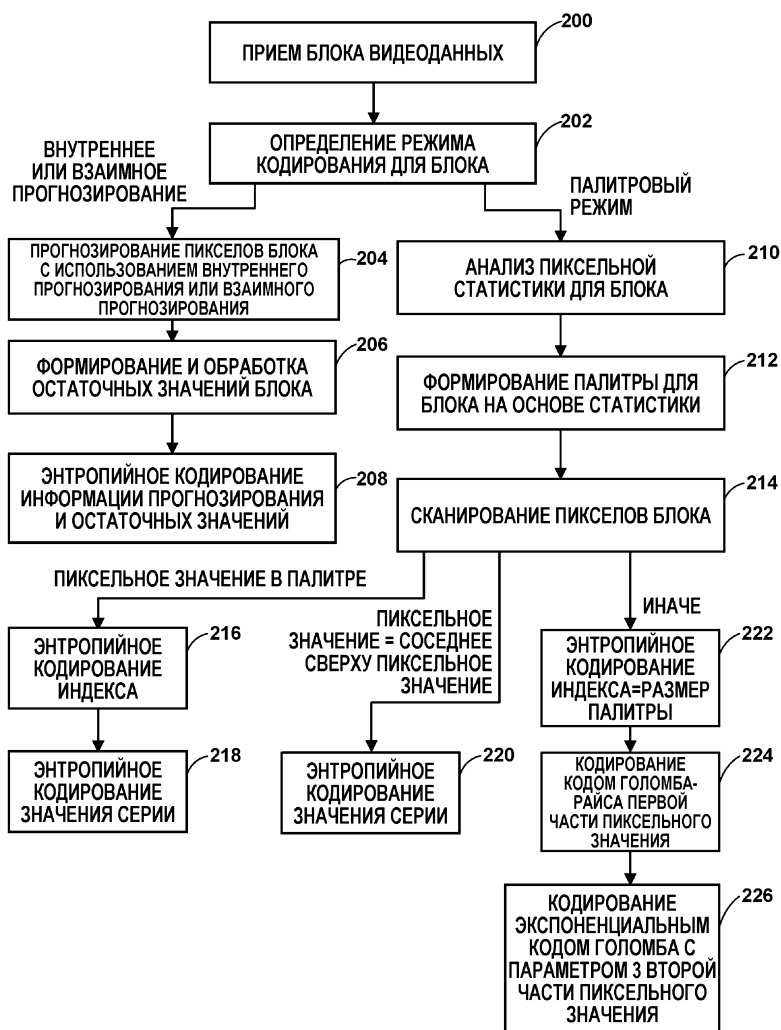 200
ПРИЕМ БЛОКА ВИДЕОДАННЫХ
202
ОПРЕДЕЛЕНИЕ РЕЖИМА
КОДИРОВАНИЯ ДЛЯ БЛОКА
ВНУТРЕННЕЕ
ИЛИ ВЗАИМНОЕ
ПРОГНОЗИРОВАНИЕ
ПАЛИТРОВЫЙ
РЕЖИМ
ПРОГНОЗИРОВАНИЕ ПИКСЕЛОВ БЛОКА
С ИСПОЛЬЗОВАНИЕМ ВНУТРЕННЕГО
ПРОГНОЗИРОВАНИЯ ИЛИ ВЗАИМНОГО
ПРОГНОЗИРОВАНИЯ
204
АНАЛИЗ ПИКСЕЛЬНОЙ
СТАТИСТИКИ ДЛЯ БЛОКА
210
ФОРМИРОВАНИЕ И ОБРАБОТКА
ОСТАТОЧНЫХ ЗНАЧЕНИЙ БЛОКА
206
ФОРМИРОВАНИЕ ПАЛИТРЫ ДЛЯ
БЛОКА НА ОСНОВЕ СТАТИСТИКИ
212
ЭНТРОПИЙНОЕ КОДИРОВАНИЕ
ИНФОРМАЦИИ ПРОГНОЗИРОВАНИЯ
И ОСТАТОЧНЫХ ЗНАЧЕНИЙ
208
СКАНИРОВАНИЕ ПИКСЕЛОВ БЛОКА
214
ПИКСЕЛЬНОЕ ЗНАЧЕНИЕ В ПАЛИТРЕ
ПИКСЕЛЬНОЕ
ЗНАЧЕНИЕ = СОСЕДНЕЕ
СВЕРХУ ПИКСЕЛЬНОЕ
ЗНАЧЕНИЕ
ИНАЧЕ
ЭНТРОПИЙНОЕ
КОДИРОВАНИЕ
ИНДЕКСА
216
ЭНТРОПИЙНОЕ
КОДИРОВАНИЕ
ИНДЕКСА=РАЗМЕР
ПАЛИТРЫ
222
ЭНТРОПИЙНОЕ
КОДИРОВАНИЕ
ЗНАЧЕНИЯ СЕРИИ
218
ЭНТРОПИЙНОЕ
КОДИРОВАНИЕ
ЗНАЧЕНИЯ СЕРИИ
220
КОДИРОВАНИЕ
КОДОМ ГОЛОМБА-
РАЙСА ПЕРВОЙ
ЧАСТИ ПИКСЕЛЬНОГО
ЗНАЧЕНИЯ
224
КОДИРОВАНИЕ
ЭКСПОНЕНЦИАЛЬНЫМ
КОДОМ ГОЛОМБА С
ПАРАМЕТРОМ 3 ВТОРОЙ
ЧАСТИ ПИКСЕЛЬНОГО
ЗНАЧЕНИЯ
226